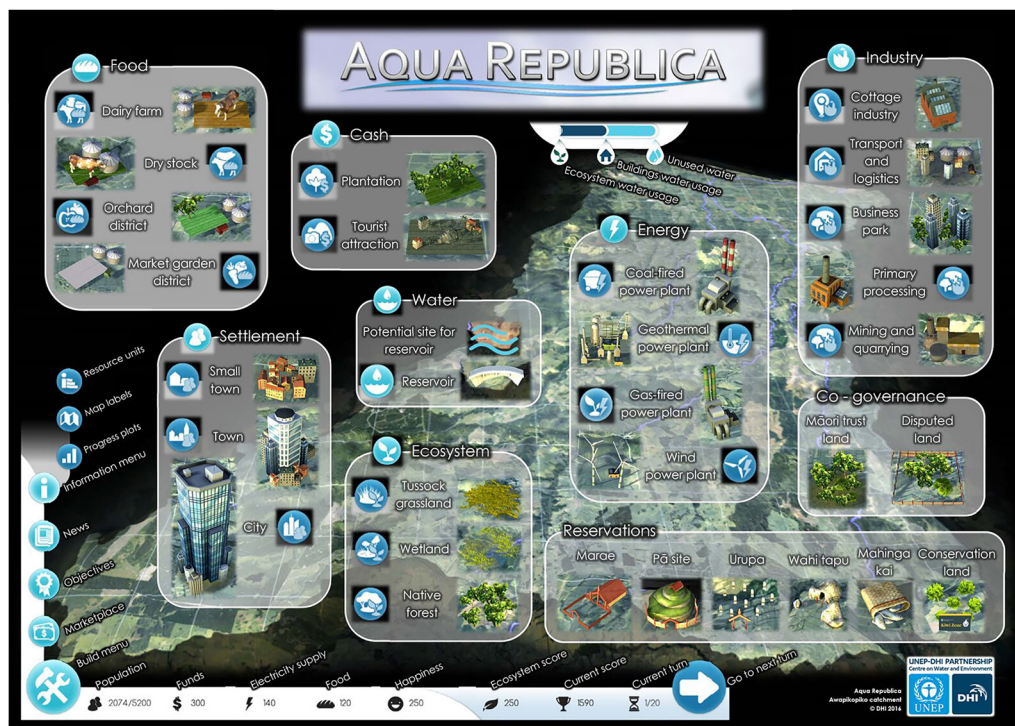 AQUA REPUBLICA
Food
Dairy farm
Dry stock
Orchard
district
Market garden
district
Cash
Plantation
Tourist
attraction
Unused water
Buildings water usage
Ecosystem water usage
Industry
Cottage
industry
Transport
and
logistics
Business
park
Primary
processing
Mining and
quarrying
Energy
Coal-fired
power plant
Geothermal
power plant
Gas-fired
power plant
Wind
power plant
Water
Potential site for
reservoir
Reservoir
Settlement
Small
town
Town
City
Ecosystem
Tussock
grassland
Wetland
Native
forest
Co - governance
Māori trust
land
Disputed
land
Reservations
Marae
Pā site
Urupa
Wahi tapu
Mahinga
kai
Conservation
land
Kiwi Zone
Resource units
Map labels
Progress plots
Information menu
News
Objectives
Marketplace
Build menu
Population
2074/5200
Funds
300
Electricity supply
140
Food
120
Happiness
250
Ecosystem score
250
Current score
1590
Current turn
1/20
Go to next turn
Aqua Republica
Awapikopiko catchment
© DHI 2016
UNEP-DHI PARTNERSHIP
Centre on Water and Environment
UNEP
DHI